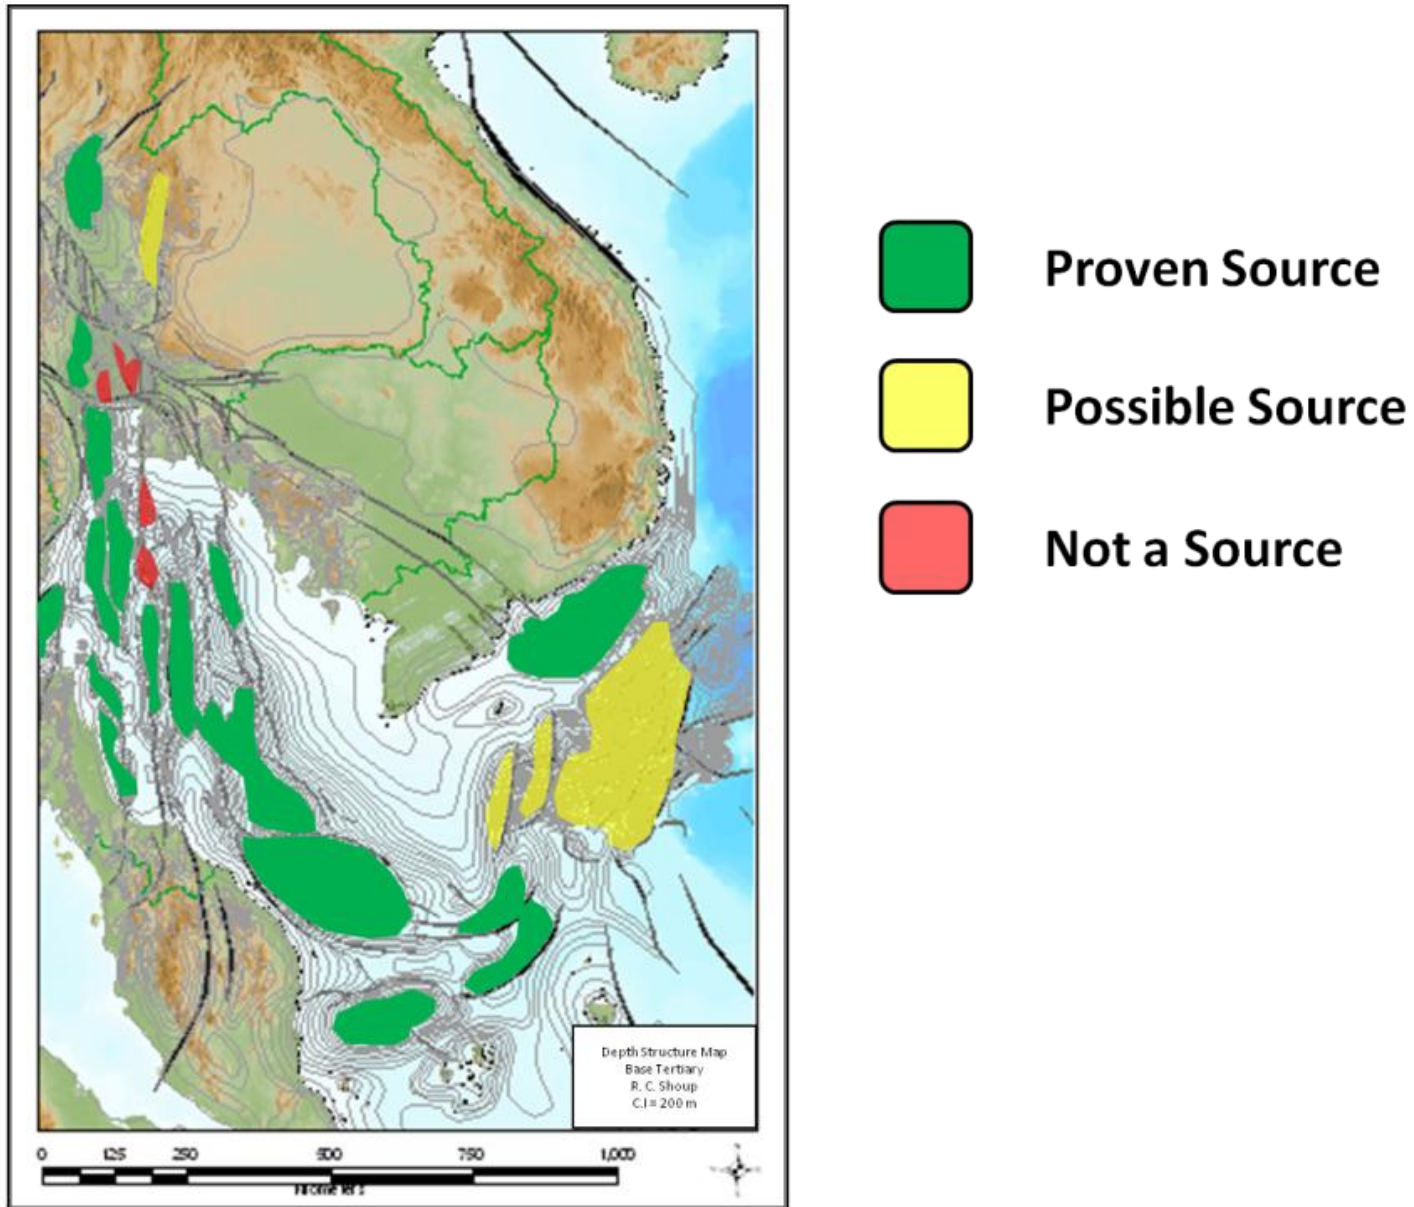 Proven Source
Possible Source
Not a Source
Depth Structure Map
Base Tertiary
R. C. Shoup
C.I = 200 m
0 125 250 500 750 1,000
Kilometers